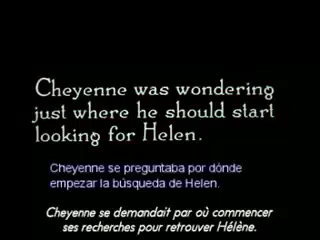 Cheyenne was wondering
just where he should start
looking for Helen.
Cheyenne se preguntaba por dónde
empezar la búsqueda de Helen.
Cheyenne se demandait par où commencer
ses recherches pour retrouver Hélène.